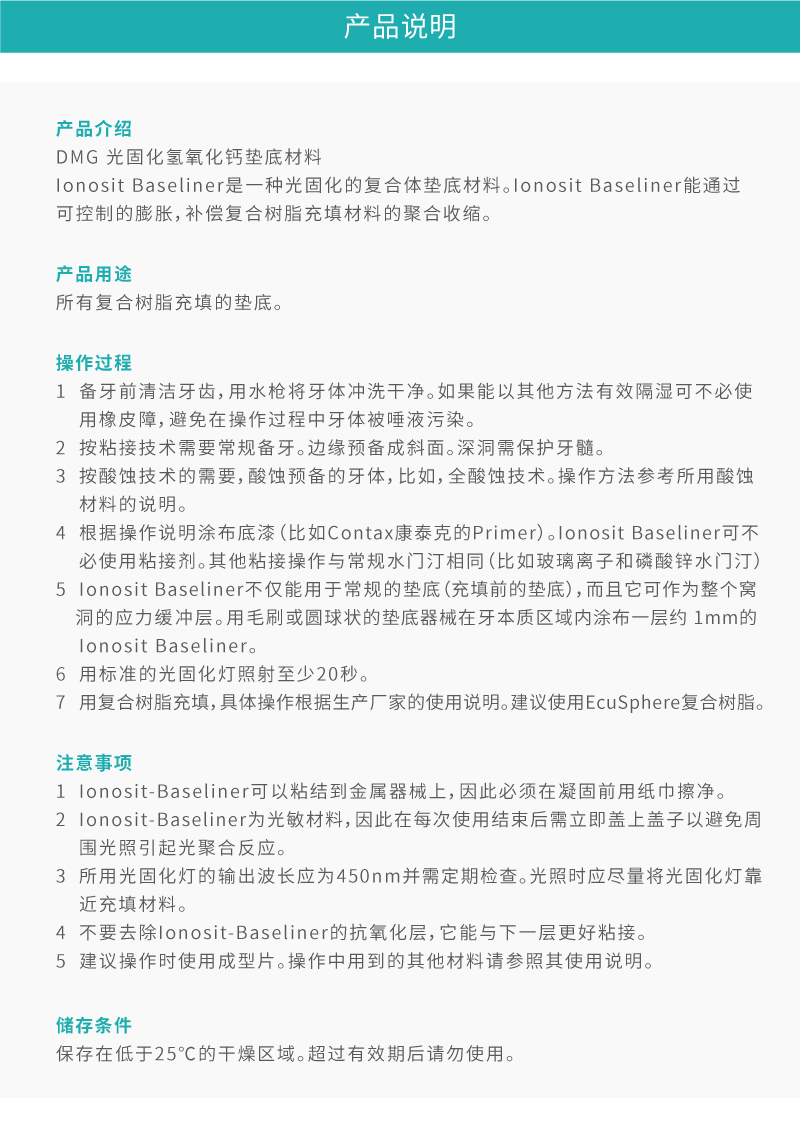 产品说明
产品介绍
DMG 光固化氢氧化钙垫底材料
Ionosit Baseliner是一种光固化的复合体垫底材料。Ionosit Baseliner能通过
可控制的膨胀，补偿复合树脂充填材料的聚合收缩。
产品用途
所有复合树脂充填的垫底。
操作过程
1 备牙前清洁牙齿，用水枪将牙体冲洗干净。如果能以其他方法有效隔湿可不必使
用橡皮障，避免在操作过程中牙体被唾液污染。
2 按粘接技术需要常规备牙。边缘预备成斜面。深洞需保护牙髓。
3 按酸蚀技术的需要，酸蚀预备的牙体，比如，全酸蚀技术。操作方法参考所用酸蚀
材料的说明。
4 根据操作说明涂布底漆（比如Contax康泰克的Primer）。Ionosit Baseliner可不
必使用粘接剂。其他粘接操作与常规水门汀相同（比如玻璃离子和磷酸锌水门汀）
5 Ionosit Baseliner不仅能用于常规的垫底（充填前的垫底），而且它可作为整个窝
洞的应力缓冲层。用毛刷或圆球状的垫底器械在牙本质区域内涂布一层约 1mm的
Ionosit Baseliner。
6 用标准的光固化灯照射至少20秒。
7 用复合树脂充填，具体操作根据生产厂家的使用说明。建议使用EcuSphere复合树脂。
注意事项
1 Ionosit-Baseliner可以粘结到金属器械上，因此必须在凝固前用纸巾擦净。
2 Ionosit-Baseliner为光敏材料，因此在每次使用结束后需立即盖上盖子以避免周
围光照引起光聚合反应。
3 所用光固化灯的输出波长应为450nm并需定期检查。光照时应尽量将光固化灯靠
近充填材料。
4 不要去除Ionosit-Baseliner的抗氧化层，它能与下一层更好粘接。
5 建议操作时使用成型片。操作中用到的其他材料请参照其使用说明。
储存条件
保存在低于25℃的干燥区域。超过有效期后请勿使用。